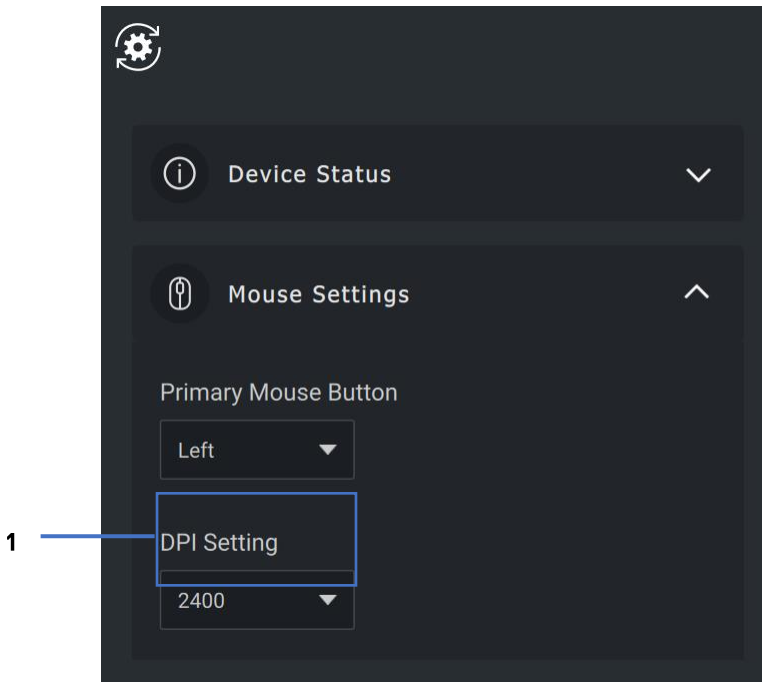 Device Status
Mouse Settings
Primary Mouse Button
Left
1
DPI Setting
2400